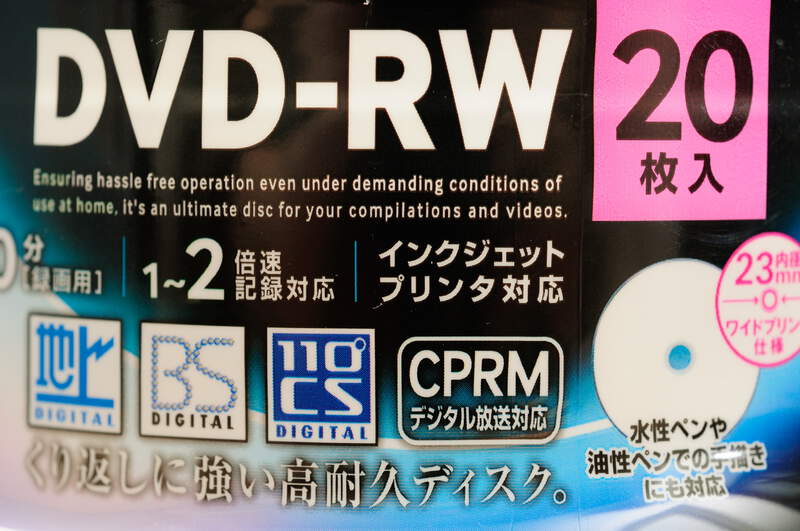 DVD-RW
20
枚入
Ensuring hassle free operation even under demanding conditions of
use at home, it's an ultimate disc for your compilations and videos.
分
[録画用]
1~2 倍速
記録対応
インクジェット
プリンタ対応
内径
23mm
ワイドプリン
仕様
地上
DIGITAL
BS
DIGITAL
110°
CS
DIGITAL
CPRM
デジタル放送対応
水性ペンや
油性ペンでの手描き
にも対応
くり返しに強い高耐久ディスク。